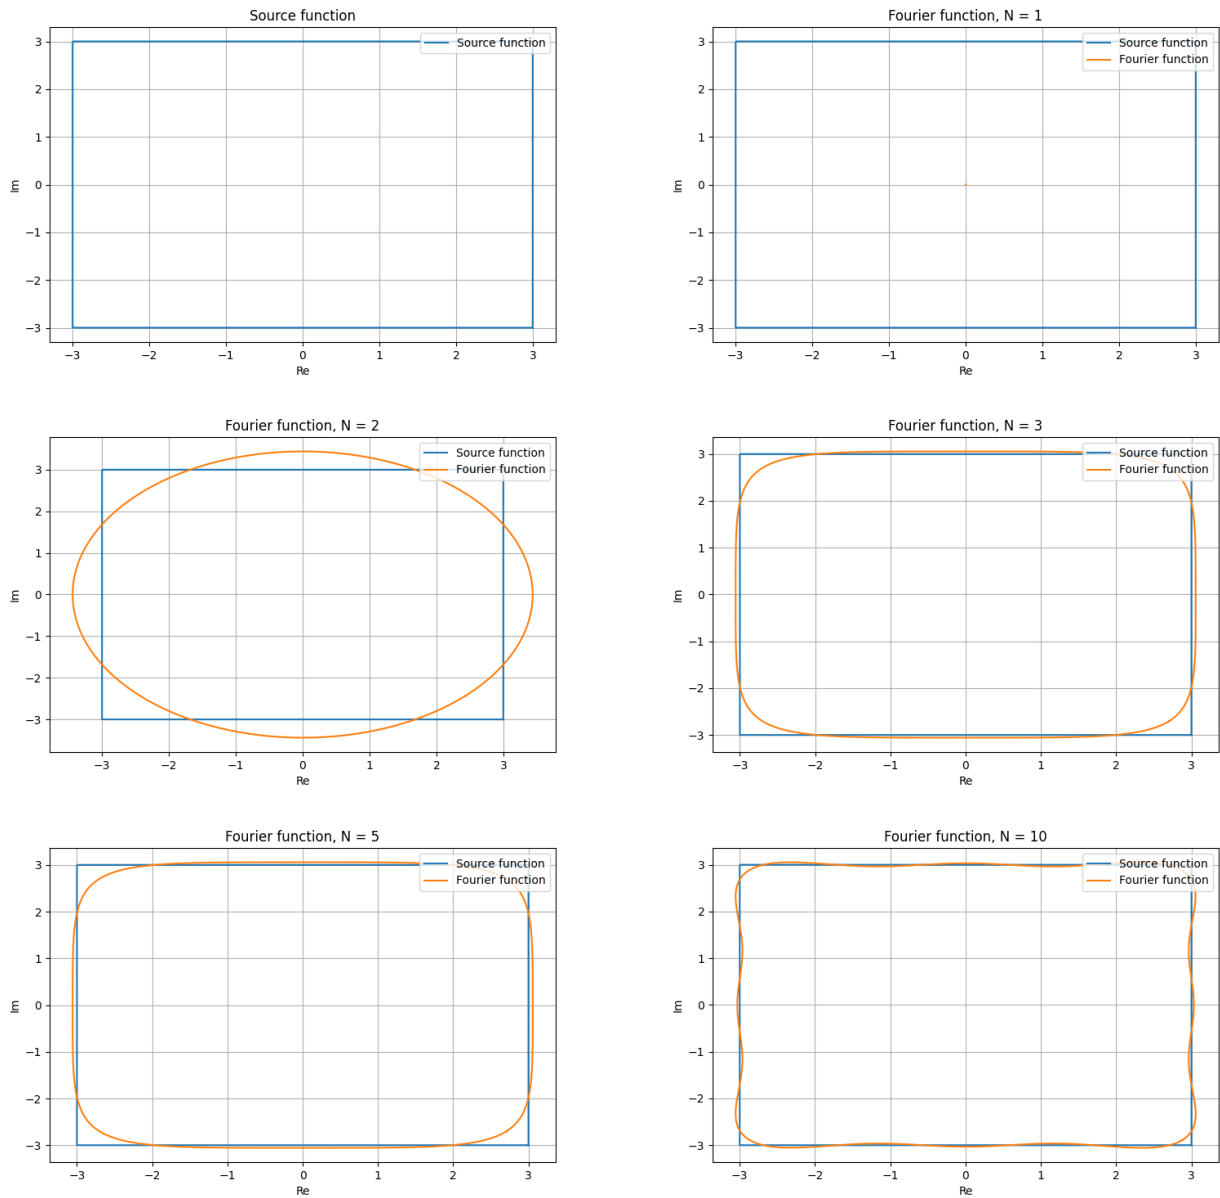 Source function
3
2
1
0
−1
−2
−3
Im
Source function
−3 −2 −1 0 1 2 3
Re
Fourier function, N = 1
3
2
1
0
−1
−2
−3
Im
Source function
Fourier function
−3 −2 −1 0 1 2 3
Re
Fourier function, N = 2
3
2
1
0
−1
−2
−3
Im
Source function
Fourier function
−3 −2 −1 0 1 2 3
Re
Fourier function, N = 3
3
2
1
0
−1
−2
−3
Im
Source function
Fourier function
−3 −2 −1 0 1 2 3
Re
Fourier function, N = 5
3
2
1
0
−1
−2
−3
Im
Source function
Fourier function
−3 −2 −1 0 1 2 3
Re
Fourier function, N = 10
3
2
1
0
−1
−2
−3
Im
Source function
Fourier function
−3 −2 −1 0 1 2 3
Re